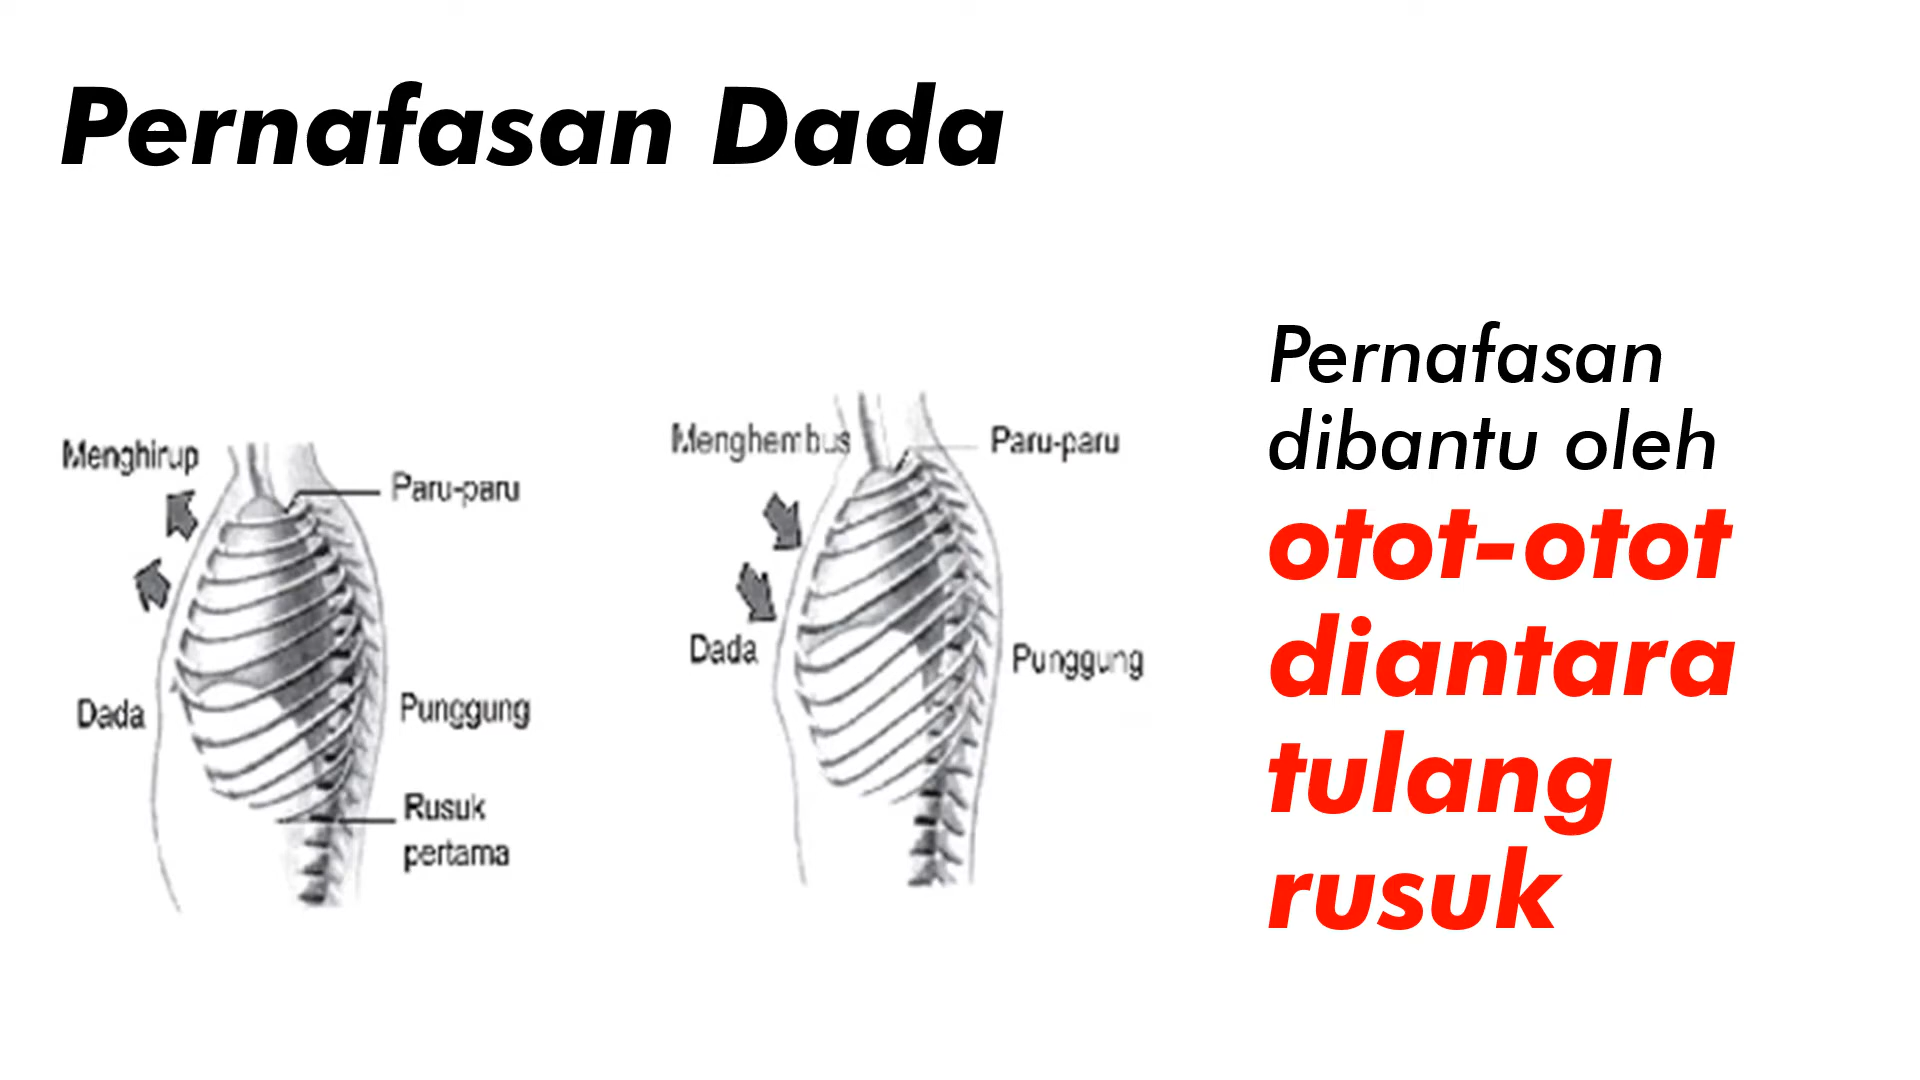 Pernafasan Dada
Menghirup
Paru-paru
Dada
Punggung
Rusuk
pertama
Menghembus
Paru-paru
Dada
Punggung
Pernafasan
dibantu oleh
otot-otot
diantara
tulang
rusuk